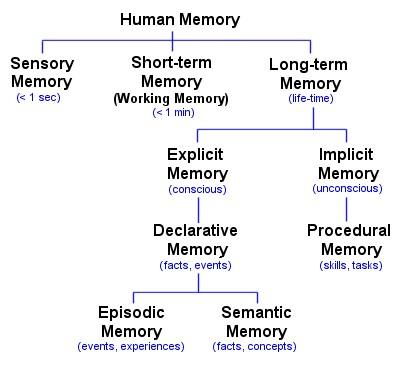 Human Memory
Sensory
Memory
(< 1 sec)
Short-term
Memory
(Working Memory)
(< 1 min)
Long-term
Memory
(life-time)
Explicit
Memory
(conscious)
Implicit
Memory
(unconscious)
Declarative
Memory
(facts, events)
Procedural
Memory
(skills, tasks)
Episodic
Memory
(events, experiences)
Semantic
Memory
(facts, concepts)